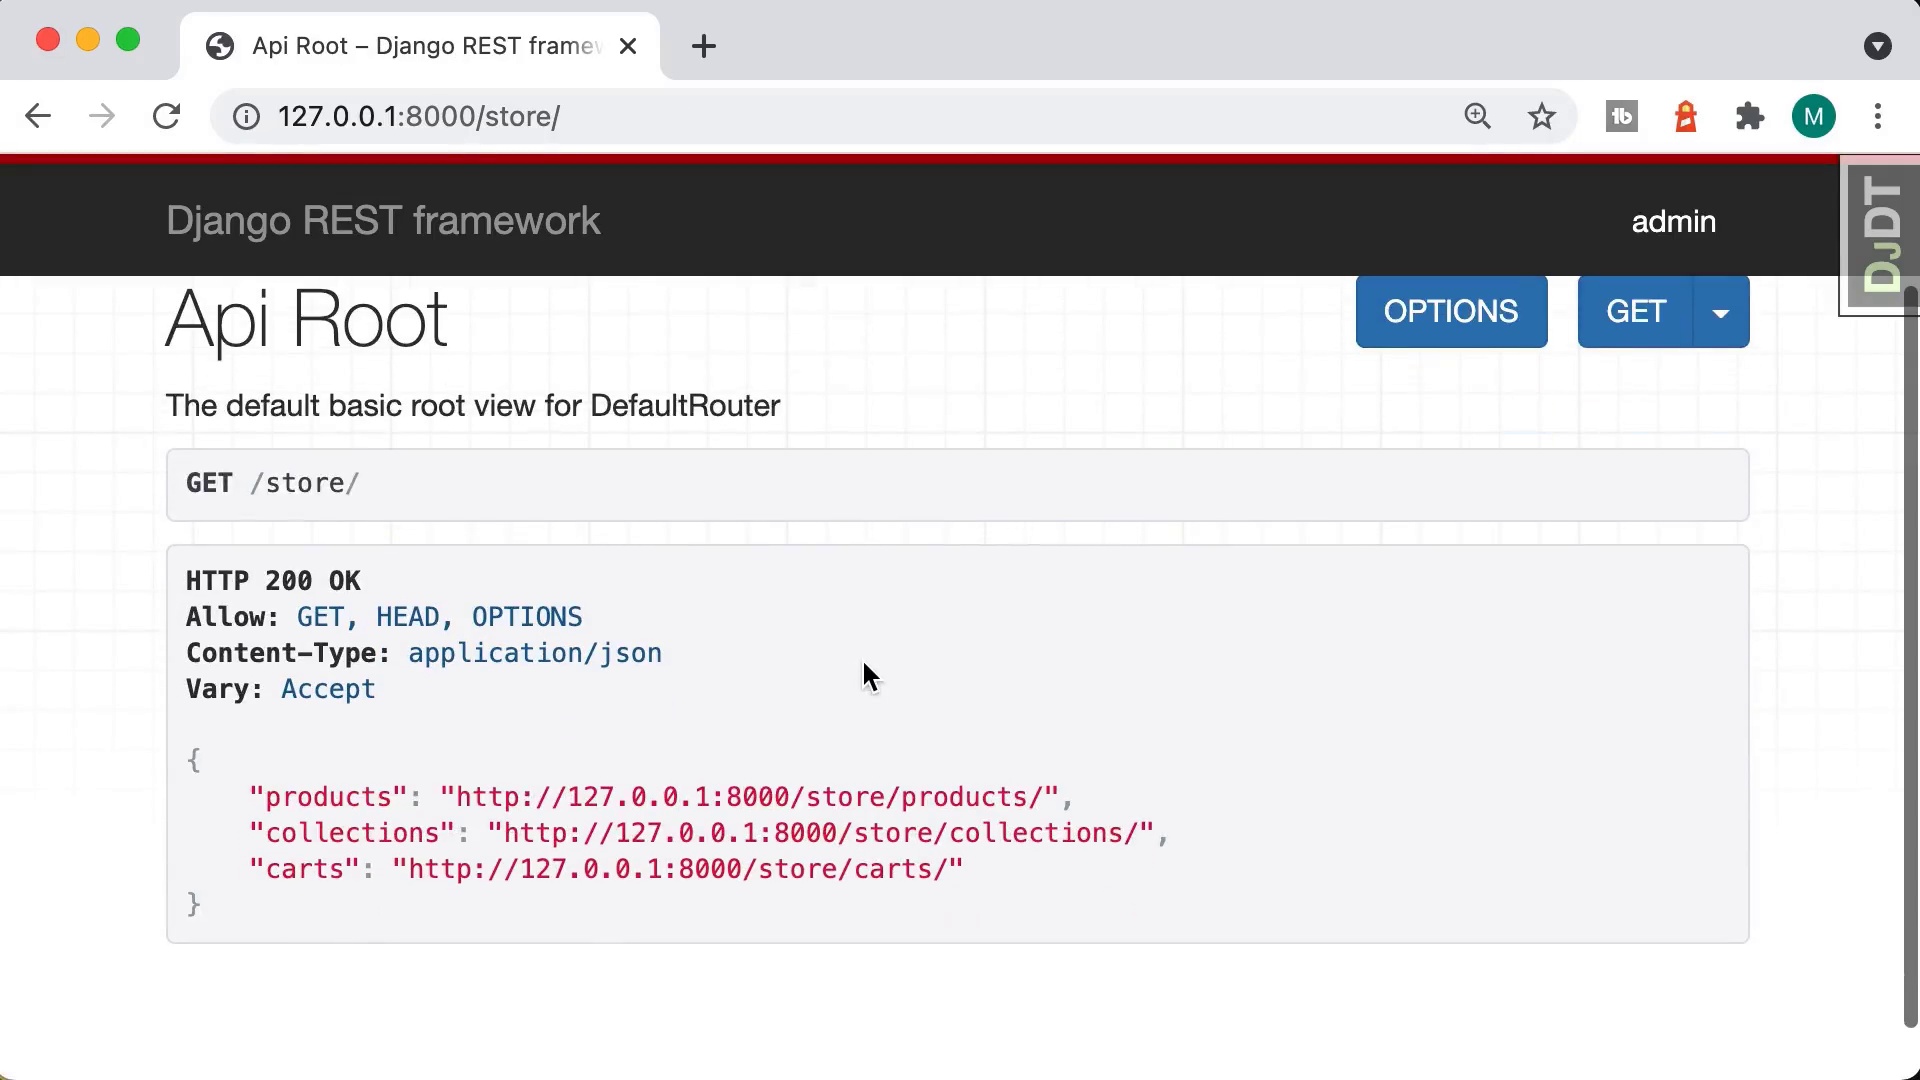 Api Root – Django REST framew
127.0.0.1:8000/store/
M
Django REST framework
admin
DJDT
Api Root
OPTIONS
GET
The default basic root view for DefaultRouter
GET /store/
HTTP 200 OK
Allow: GET, HEAD, OPTIONS
Content-Type: application/json
Vary: Accept
{
"products": "http://127.0.0.1:8000/store/products/",
"collections": "http://127.0.0.1:8000/store/collections/",
"carts": "http://127.0.0.1:8000/store/carts/"
}